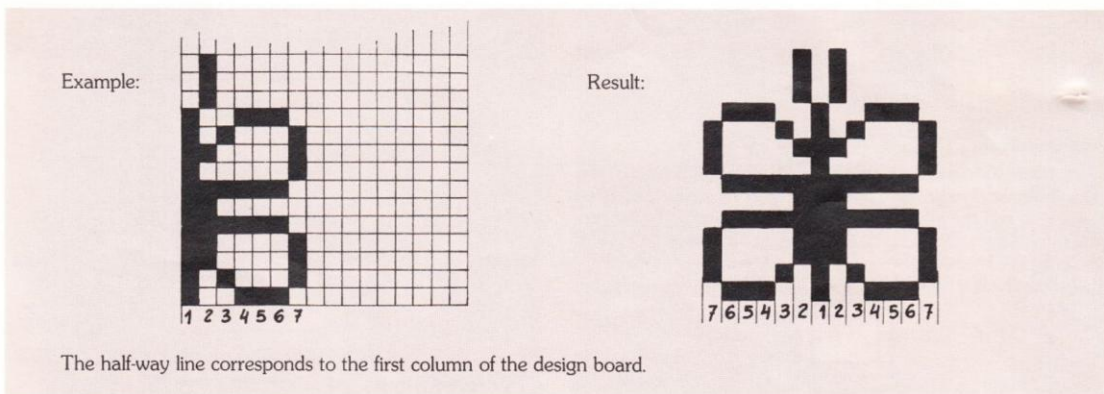 Example:
Result:
1 2 3 4 5 6 7
7 6 5 4 3 2 1 2 3 4 5 6 7
The half-way line corresponds to the first column of the design board.